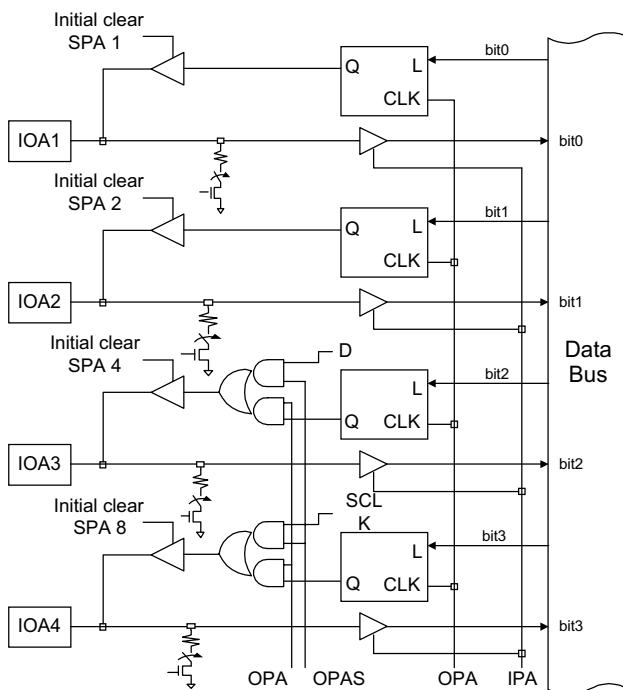 Initial clear
SPA 1
Q
L
CLK
bit0
IOA1
bit0
Initial clear
SPA 2
Q
L
CLK
bit1
IOA2
bit1
Initial clear
SPA 4
D
Q
L
CLK
bit2
Data
Bus
IOA3
bit2
Initial clear
SPA 8
SCL
K
Q
L
CLK
bit3
IOA4
bit3
OPA
OPAS
OPA
IPA